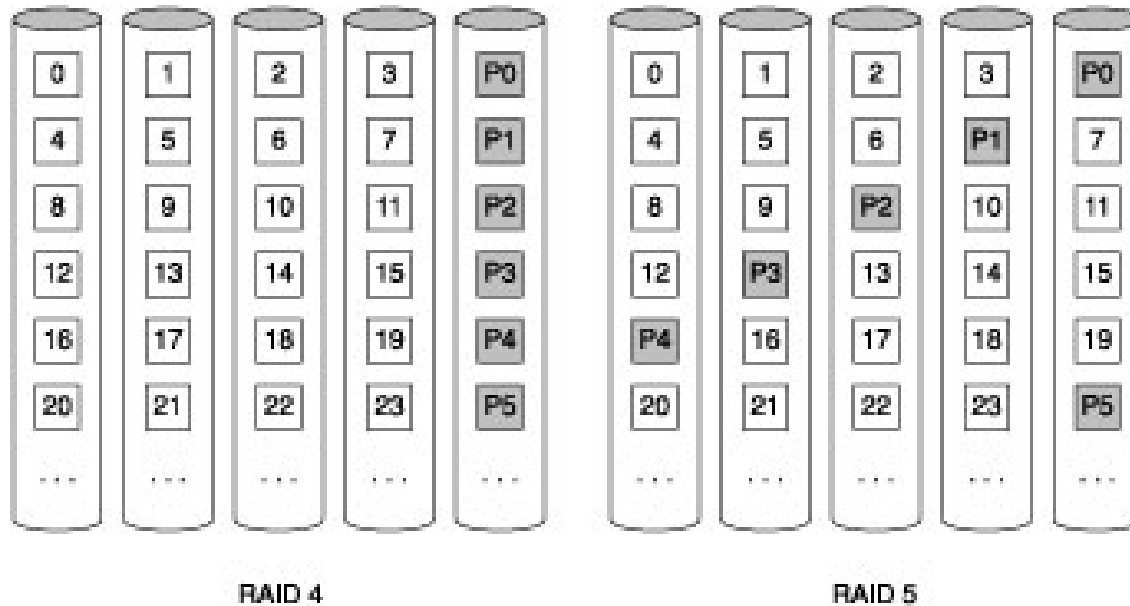 0 1 2 3 P0 0 1 2 3 P0
4 5 6 7 P1 4 5 6 P1 7
8 9 10 11 P2 8 9 P2 10 11
12 13 14 15 P3 12 P3 13 14 15
16 17 18 19 P4 P4 16 17 18 19
20 21 22 23 P5 20 21 22 23 P5
... ... ... ... ... ... ... ... ... ...
RAID 4 RAID 5